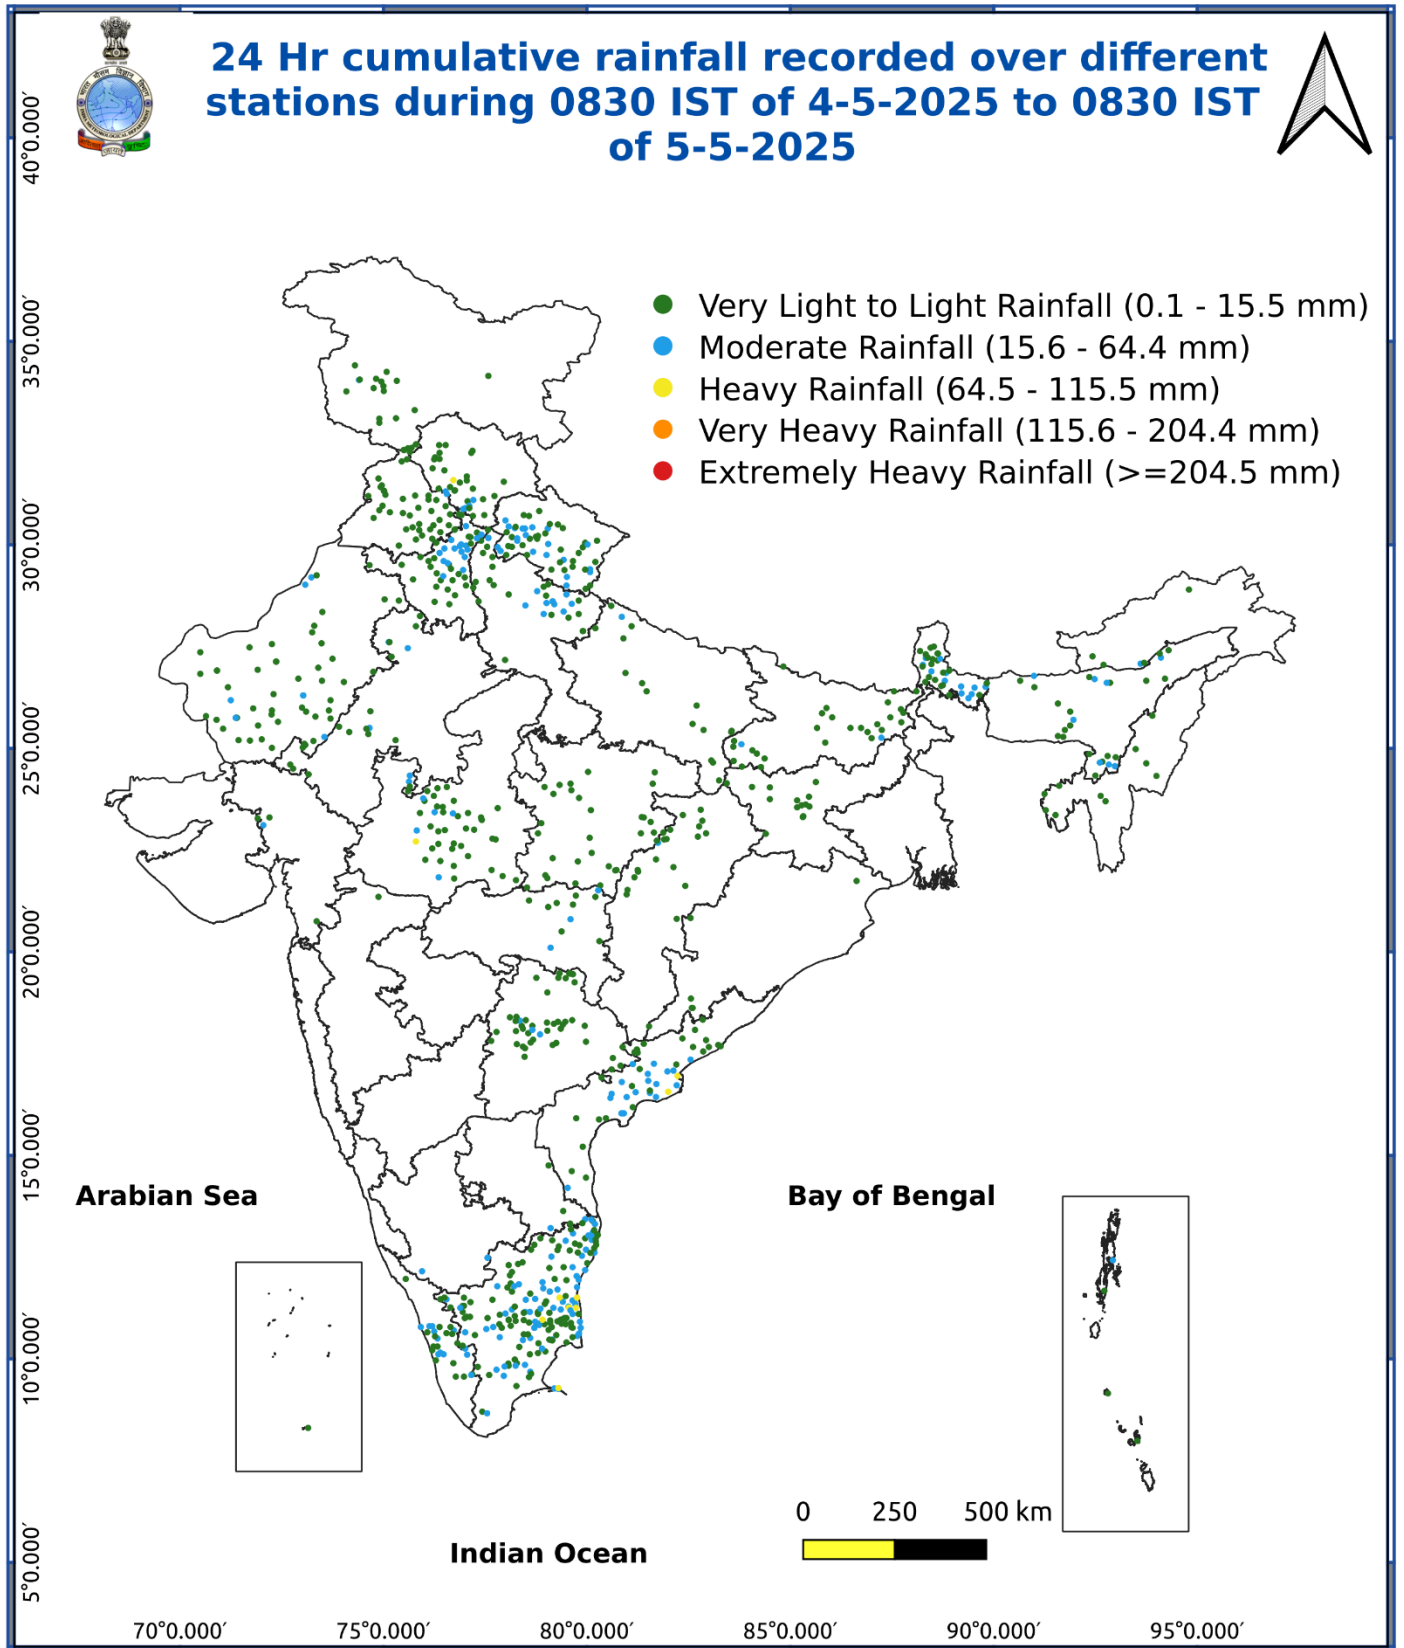 24 Hr cumulative rainfall recorded over different
stations during 0830 IST of 4-5-2025 to 0830 IST
of 5-5-2025
Very Light to Light Rainfall (0.1 - 15.5 mm)
Moderate Rainfall (15.6 - 64.4 mm)
Heavy Rainfall (64.5 - 115.5 mm)
Very Heavy Rainfall (115.6 - 204.4 mm)
Extremely Heavy Rainfall (>=204.5 mm)
40°0.000′
35°0.000′
30°0.000′
25°0.000′
20°0.000′
15°0.000′
10°0.000′
5°0.000′
Arabian Sea
Bay of Bengal
Indian Ocean
0 250 500 km
70°0.000′ 75°0.000′ 80°0.000′ 85°0.000′ 90°0.000′ 95°0.000′